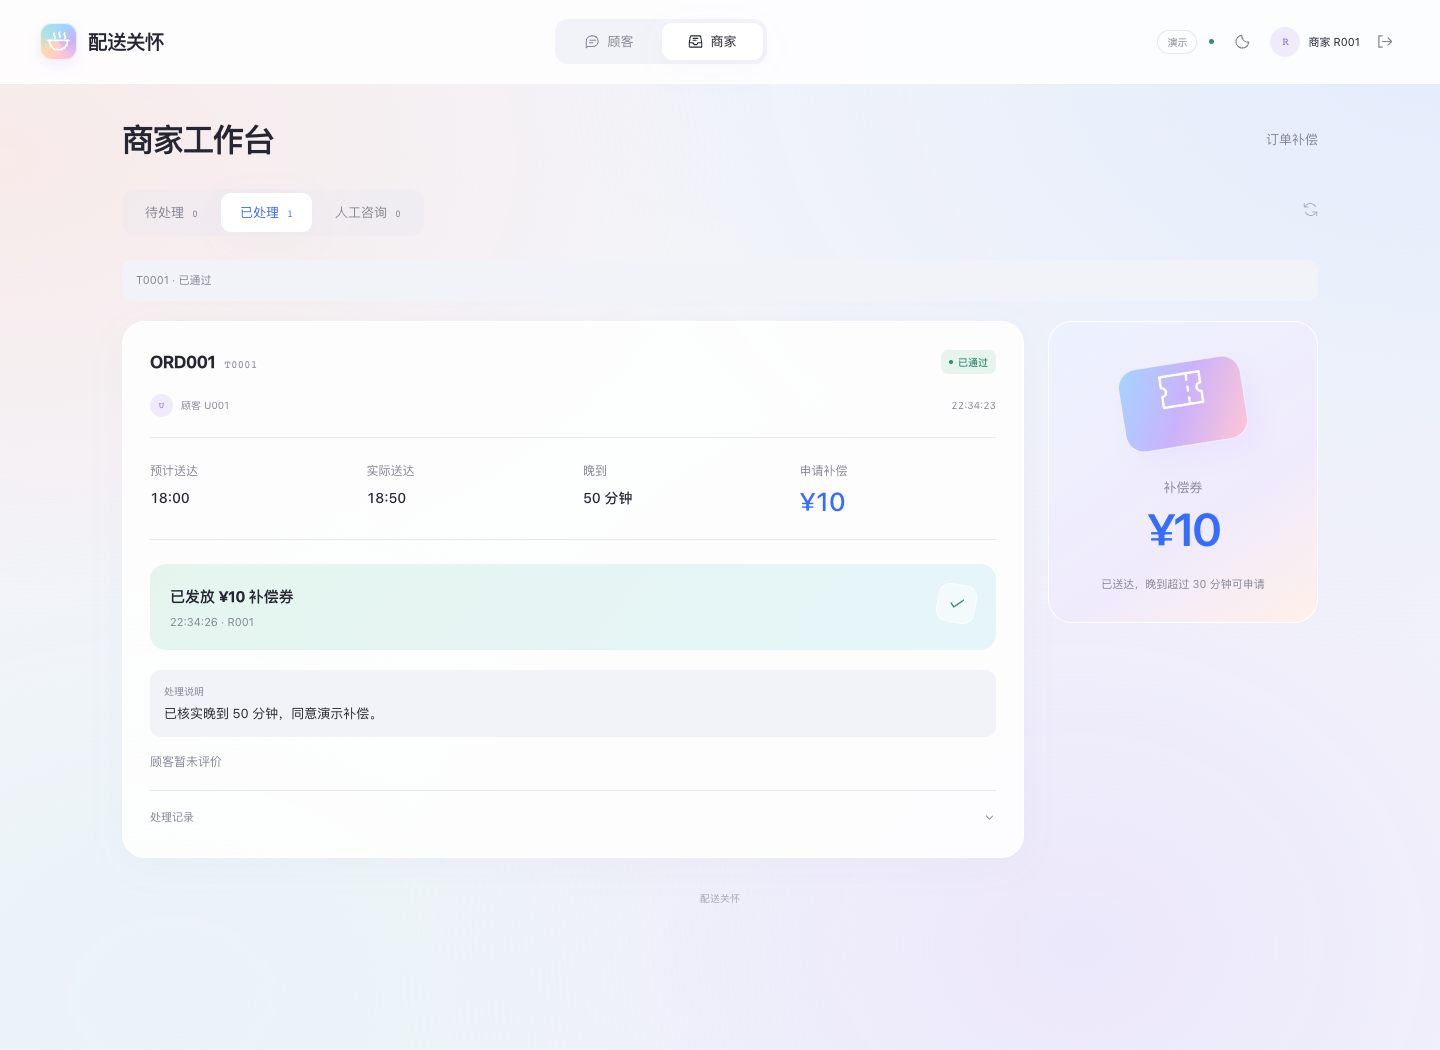 配送关怀
顾客
商家
演示
R
商家 R001
商家工作台
订单补偿
待处理 0
已处理 1
人工咨询 0
T0001 · 已通过
ORD001 T0001
已通过
U
顾客 U001
22:34:23
预计送达
18:00
实际送达
18:50
晚到
50 分钟
申请补偿
¥10
已发放 ¥10 补偿券
22:34:26 · R001
处理说明
已核实晚到 50 分钟，同意演示补偿。
顾客暂未评价
处理记录
补偿券
¥10
已送达，晚到超过 30 分钟可申请
配送关怀